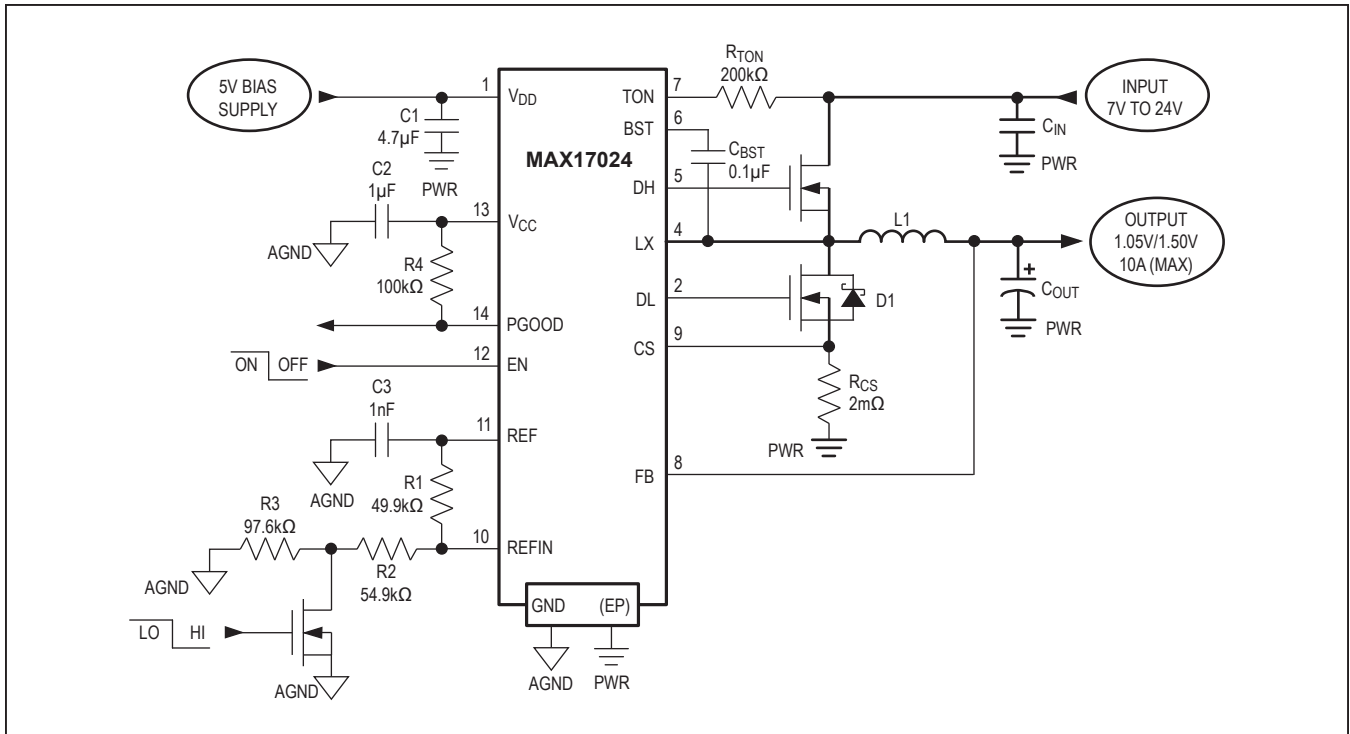 5V BIAS
SUPPLY
1
VDD
C1
4.7µF
PWR
C2
1µF
13
VCC
AGND
R4
100kΩ
14
PGOOD
ON
OFF
12
EN
C3
1nF
11
REF
AGND
R1
49.9kΩ
R3
97.6kΩ
10
REFIN
R2
54.9kΩ
AGND
LO
HI
AGND
MAX17024
GND
(EP)
AGND
PWR
TON
7
RTON
200kΩ
BST
6
CBST
0.1µF
DH
5
LX
4
L1
DL
2
D1
CS
9
RCS
2mΩ
PWR
FB
8
INPUT
7V TO 24V
CIN
PWR
OUTPUT
1.05V/1.50V
10A (MAX)
+
COUT
PWR